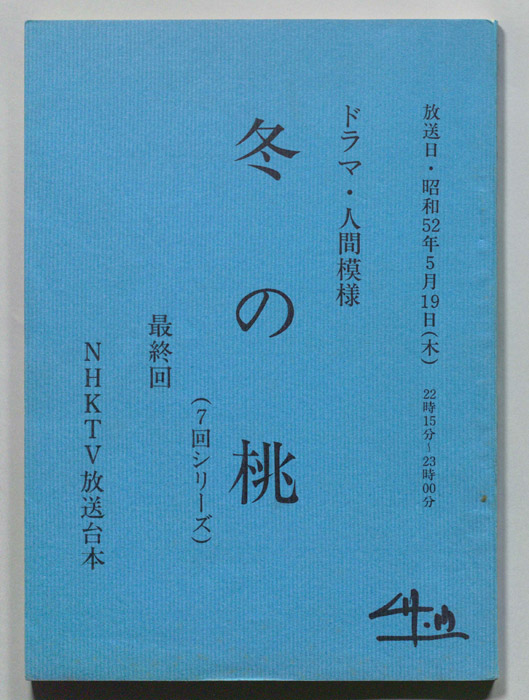 放送日・昭和52年5月19日(木) 22時15分~23時00分
ドラマ・人間模様
冬の桃
(7回シリーズ)
最終回
NHKTV放送台本